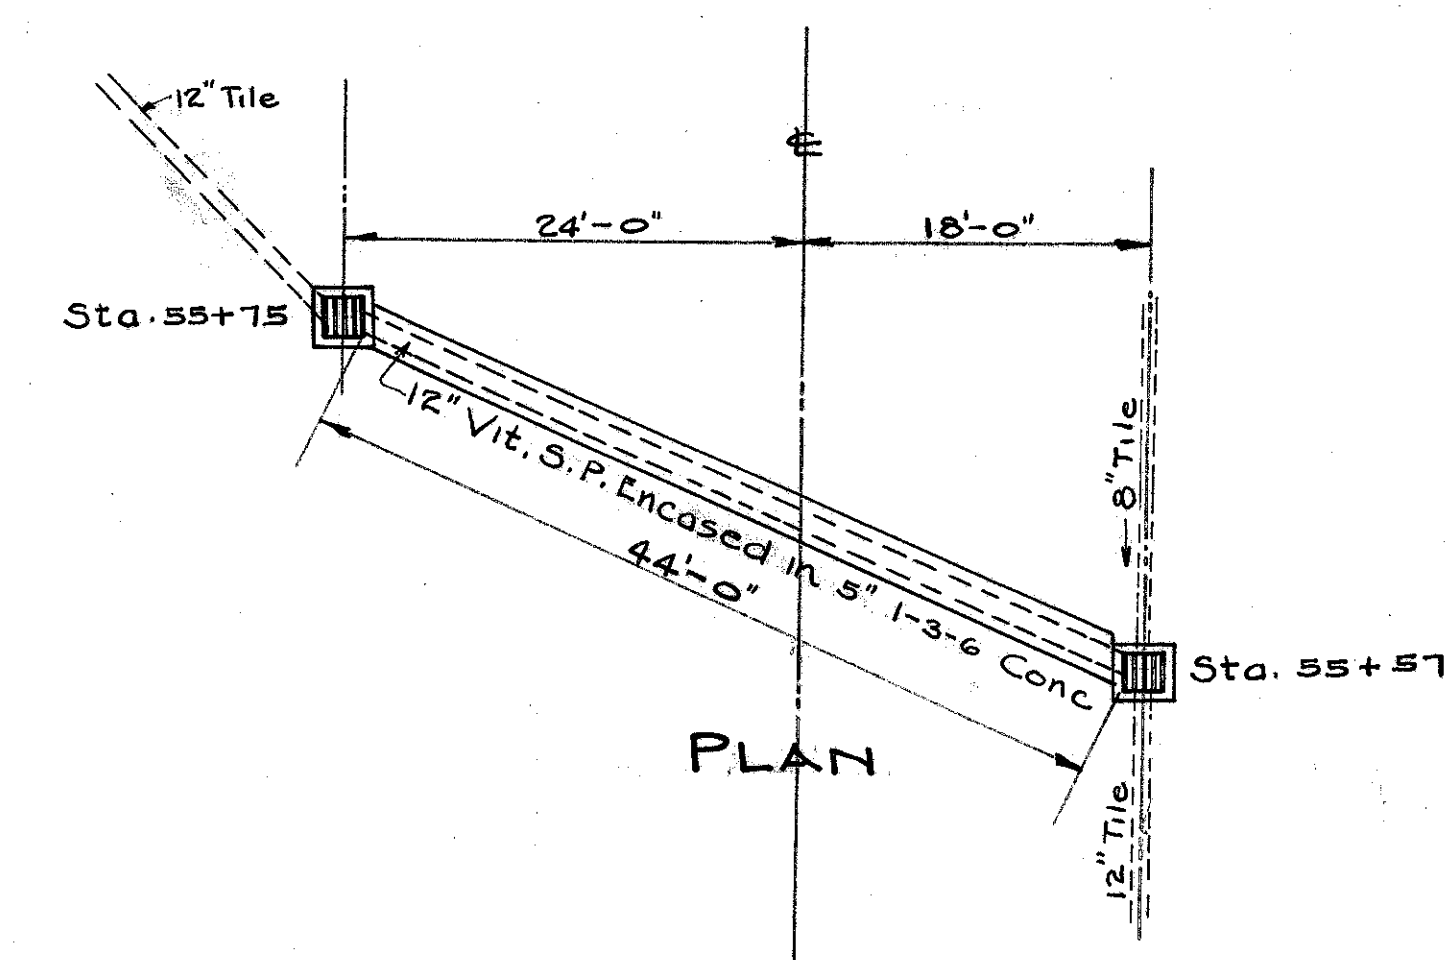 12" Tile
℄
24'-0"
18'-0"
Sta. 55+75
12" Vit. S.P. Encased in 5" 1-3-6 Conc
44'-0"
8" Tile
Sta. 55+57
PLAN
12" Tile